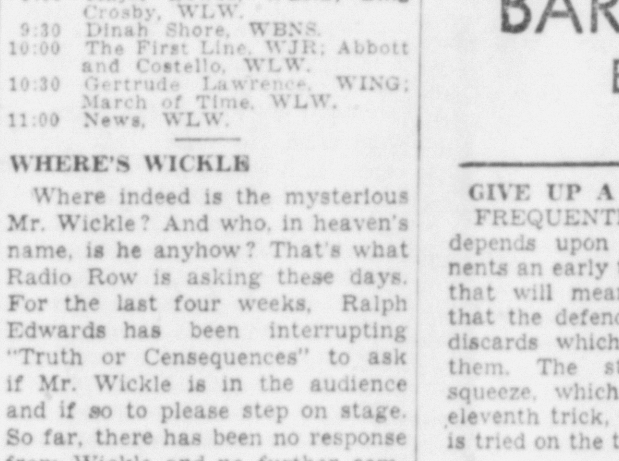 Crosby, WLW.
9:30 Dinah Shore, WBNS.
10:00 The First Line, WJR; Abbott
and Costello, WLW.
10:30 Gertrude Lawrence, WING;
March of Time, WLW.
11:00 News, WLW.
WHERE'S WICKLE
Where indeed is the mysterious
Mr. Wickle? And who, in heaven's
name, is he anyhow? That's what
Radio Row is asking these days.
For the last four weeks, Ralph
Edwards has been interrupting
"Truth or Censequences" to ask
if Mr. Wickle is in the audience
and if so to please step on stage.
So far, there has been no response
from Wickle and no further
BAR
GIVE UP A
FREQUENT
depends upon
nents an early
that will mea
that the defen
discards which
them. The s
squeeze, which
eleventh trick,
is tried on the t